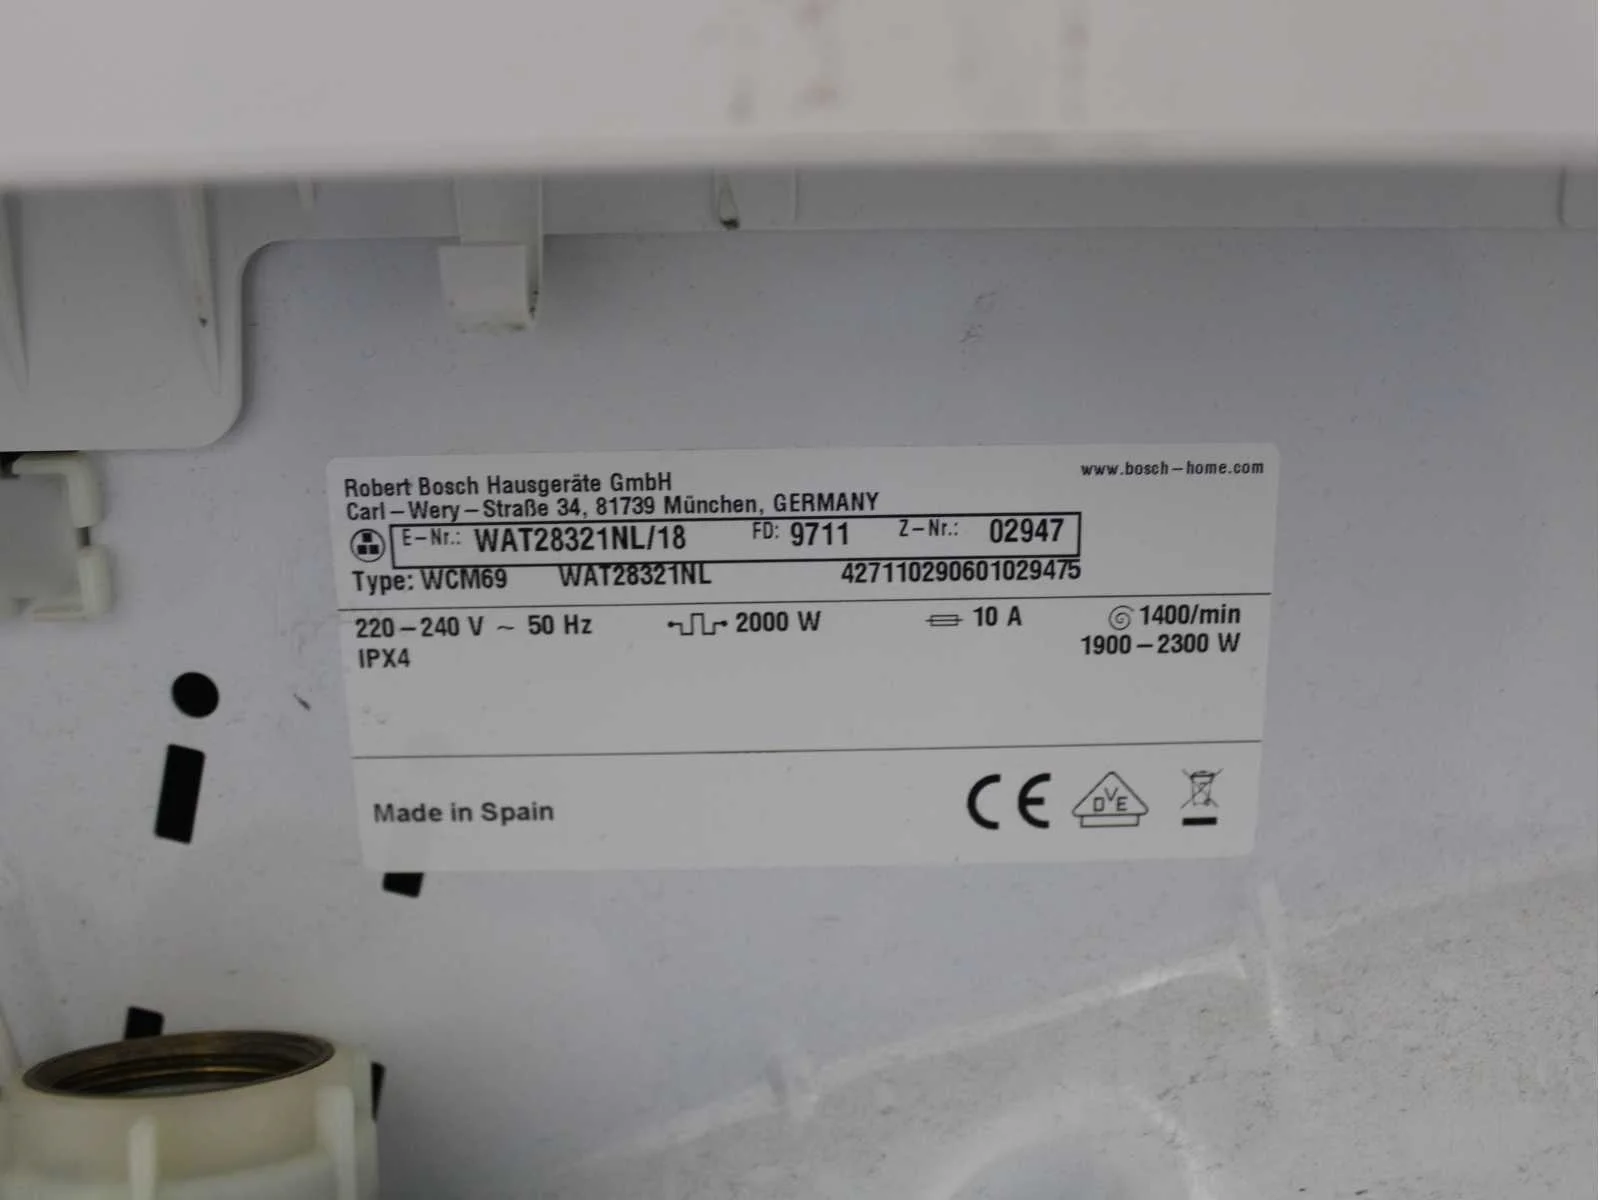 www.bosch-home.com
Robert Bosch Hausgeräte GmbH
Carl-Wery-Straße 34, 81739 München, GERMANY
E-Nr.: WAT28321NL/18 FD: 9711 Z-Nr.: 02947
Type: WCM69 WAT28321NL 427110290601029475
220-240 V ~ 50 Hz 2000 W 10 A 1400/min
IPX4 1900-2300 W
Made in Spain CE DVE